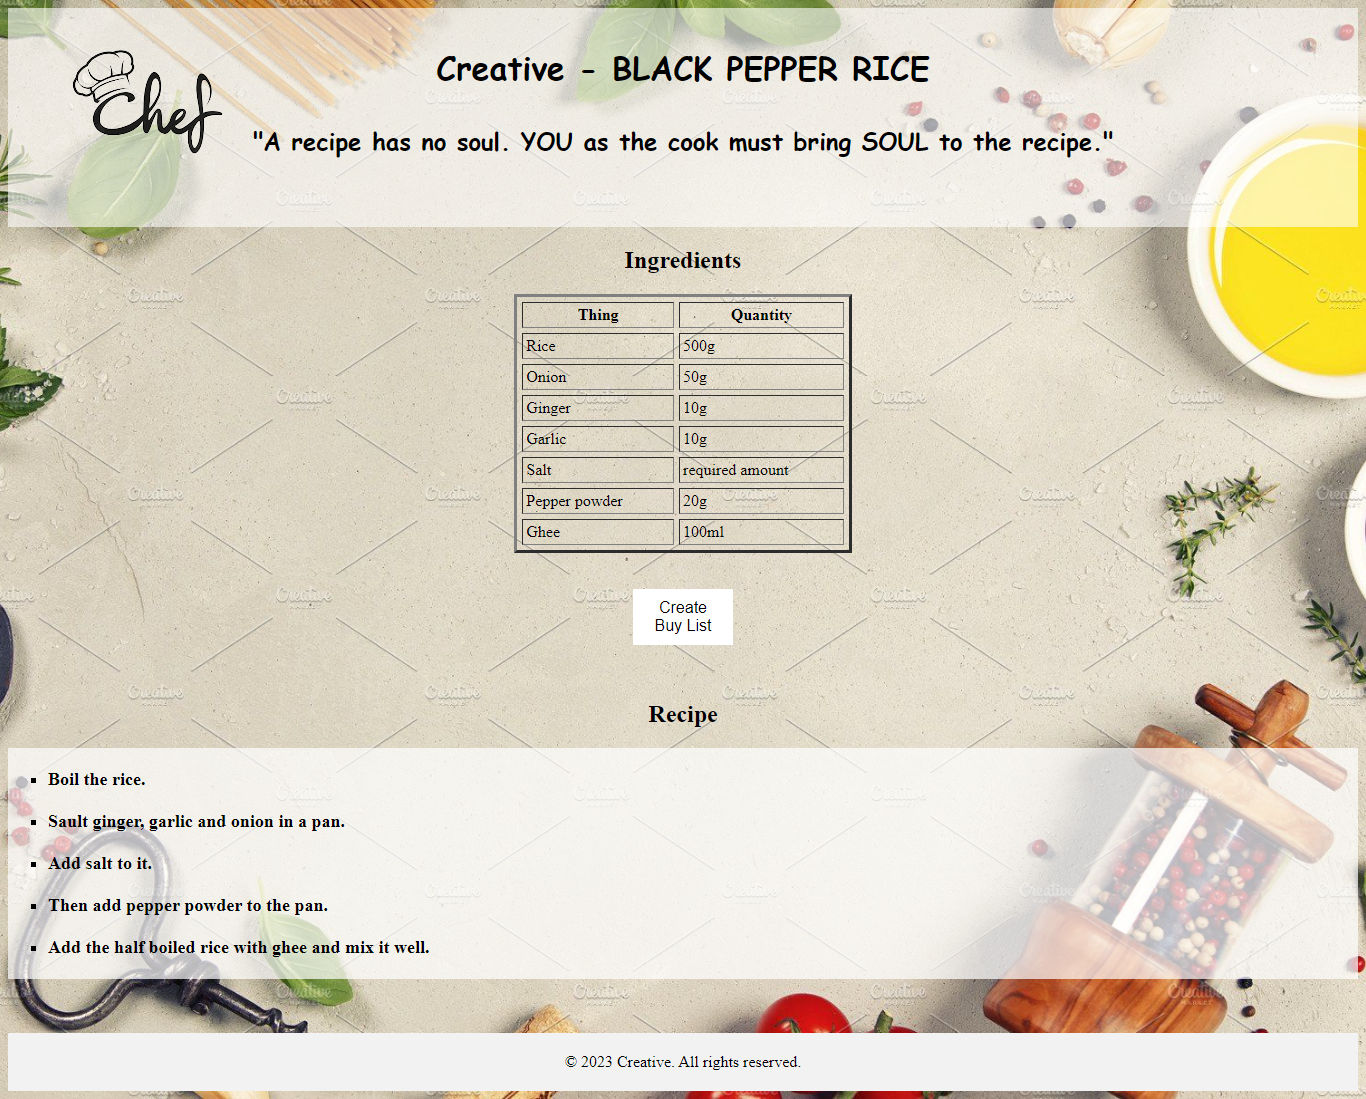 Chef
Creative - BLACK PEPPER RICE
"A recipe has no soul. YOU as the cook must bring SOUL to the recipe."
Ingredients
Thing Quantity
Rice 500g
Onion 50g
Ginger 10g
Garlic 10g
Salt required amount
Pepper powder 20g
Ghee 100ml
Create
Buy List
Recipe
Boil the rice.
Sault ginger, garlic and onion in a pan.
Add salt to it.
Then add pepper powder to the pan.
Add the half boiled rice with ghee and mix it well.
© 2023 Creative. All rights reserved.
Creative
MARKET